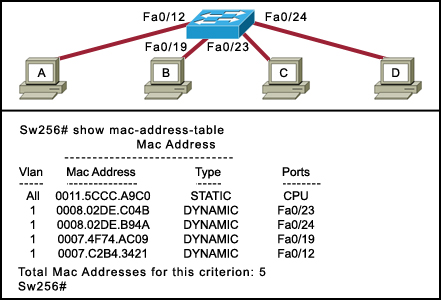 Fa0/12
Fa0/24
Fa0/19
Fa0/23
A
B
C
D
Sw256# show mac-address-table
Mac Address
--------------------------------
Vlan Mac Address Type Ports
------ ------------------ ------- -------
All 0011.5CCC.A9C0 STATIC CPU
1 0008.02DE.C04B DYNAMIC Fa0/23
1 0008.02DE.B94A DYNAMIC Fa0/24
1 0007.4F74.AC09 DYNAMIC Fa0/19
1 0007.C2B4.3421 DYNAMIC Fa0/12
Total Mac Addresses for this criterion: 5
Sw256#